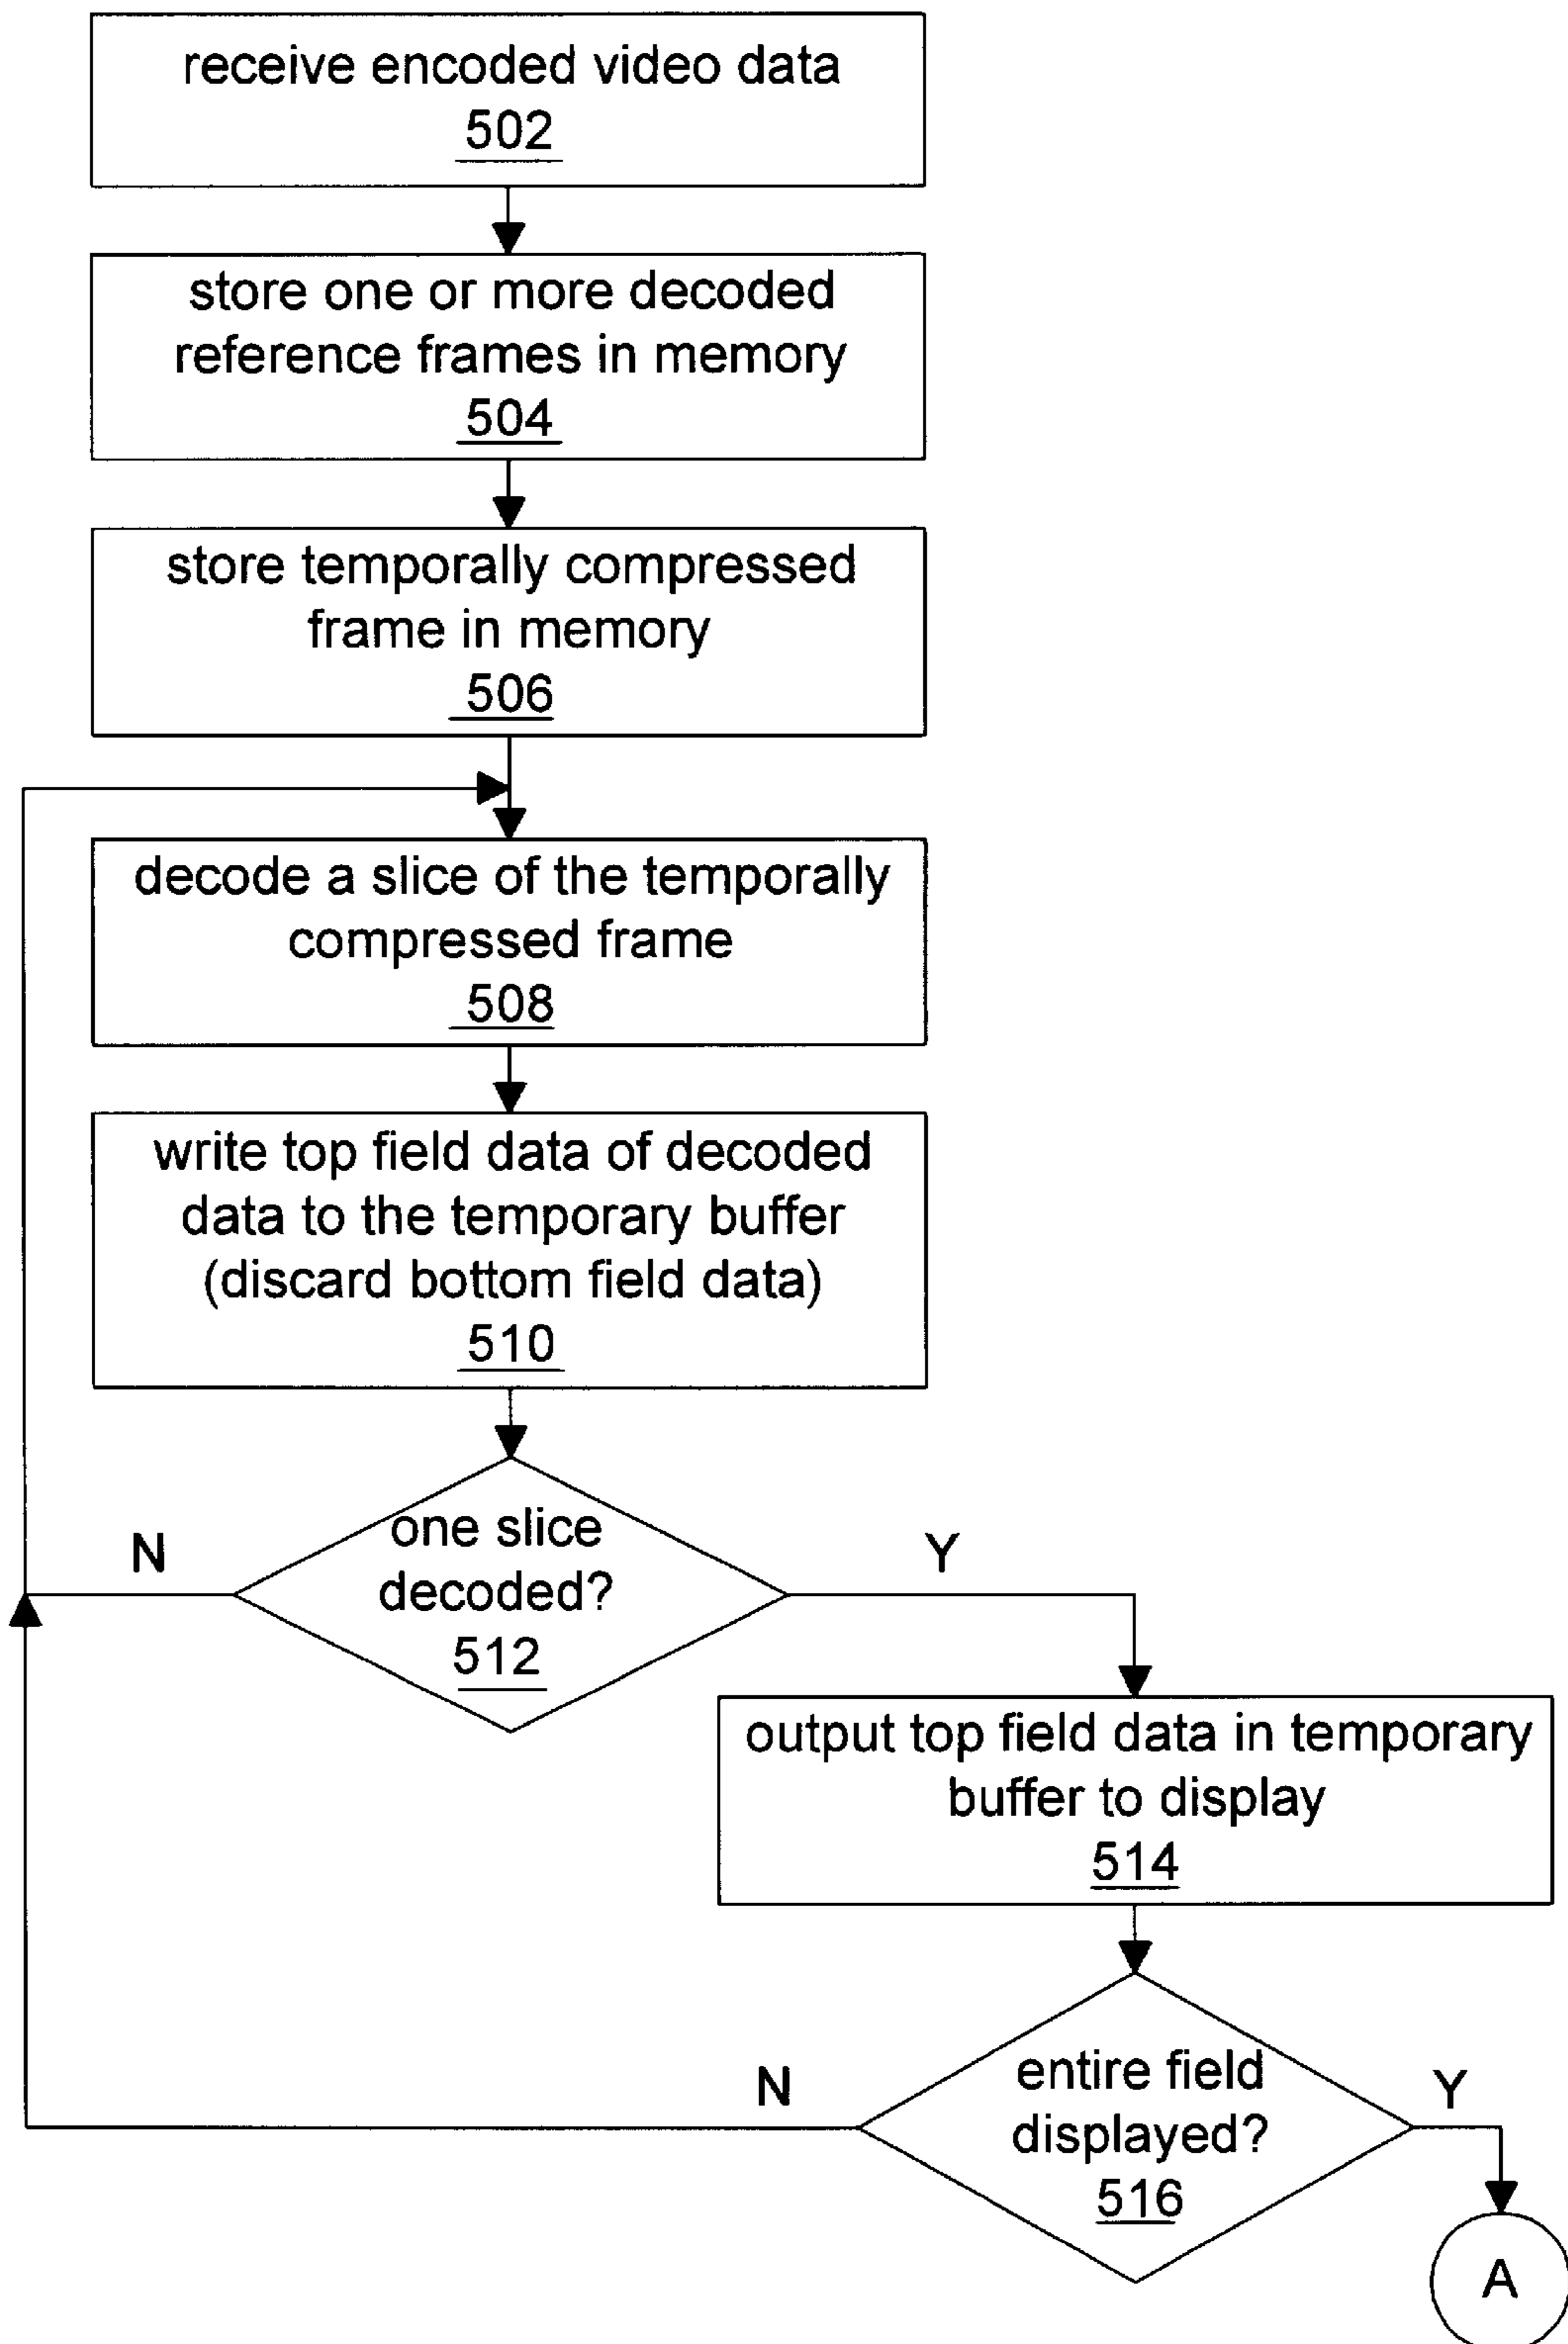 receive encoded video data
502
store one or more decoded
reference frames in memory
504
store temporally compressed
frame in memory
506
decode a slice of the temporally
compressed frame
508
write top field data of decoded
data to the temporary buffer
(discard bottom field data)
510
one slice
decoded?
512
N
Y
output top field data in temporary
buffer to display
514
entire field
displayed?
516
N
Y
A